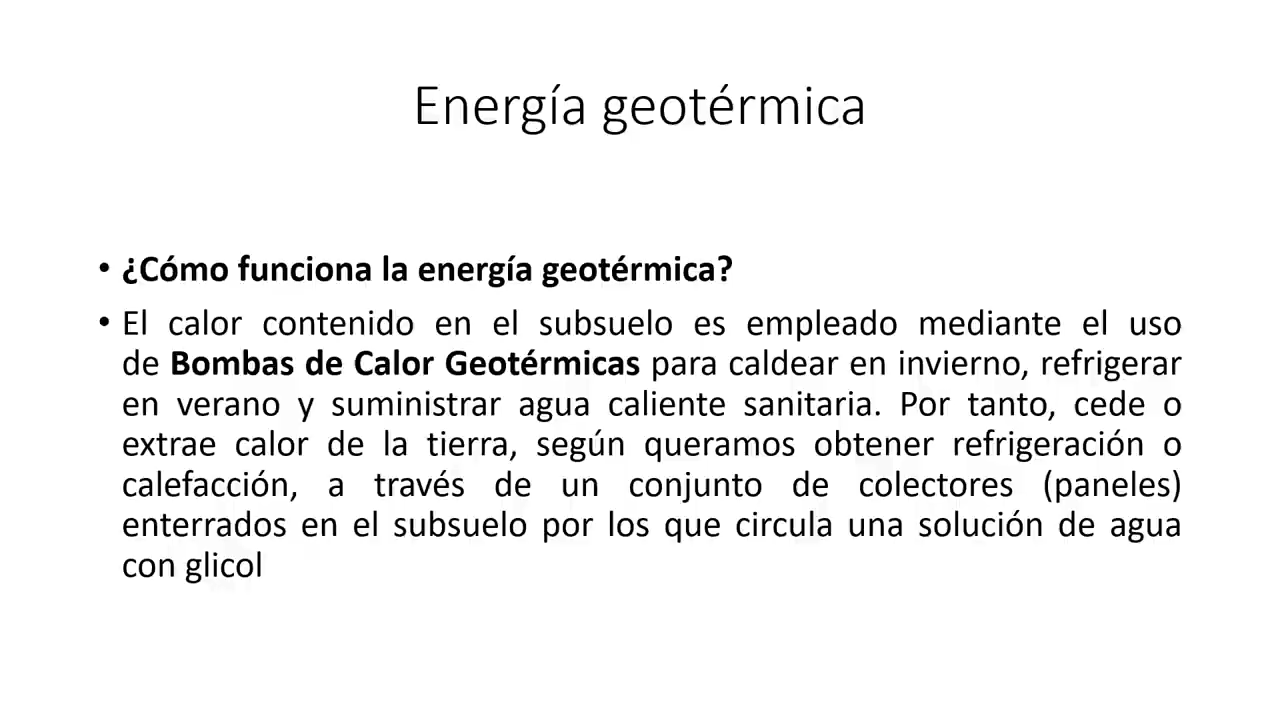 Energía geotérmica
• ¿Cómo funciona la energía geotérmica?
• El calor contenido en el subsuelo es empleado mediante el uso
de Bombas de Calor Geotérmicas para caldear en invierno, refrigerar
en verano y suministrar agua caliente sanitaria. Por tanto, cede o
extrae calor de la tierra, según queramos obtener refrigeración o
calefacción, a través de un conjunto de colectores (paneles)
enterrados en el subsuelo por los que circula una solución de agua
con glicol